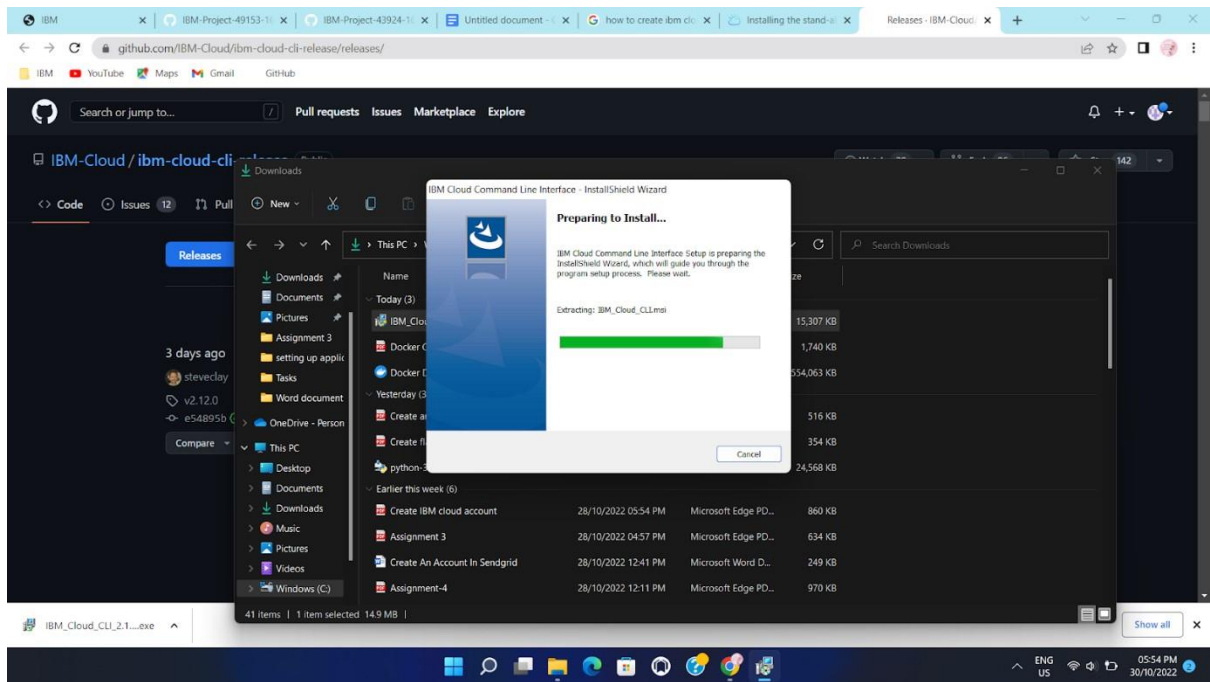 IBM
IBM-Project-49153-1
IBM-Project-43924-1
Untitled document -
how to create ibm clo
Installing the stand-a
Releases · IBM-Cloud
github.com/IBM-Cloud/ibm-cloud-cli-release/releases/
IBM YouTube Maps Gmail GitHub
Search or jump to... / Pull requests Issues Marketplace Explore
IBM-Cloud / ibm-cloud-cli-
142
<> Code Issues 12 Pull
Downloads
New
This PC
Search Downloads
Releases
3 days ago
steveclay
v2.12.0
e54895b
Compare
Downloads
Documents
Pictures
Assignment 3
setting up applic
Tasks
Word document
OneDrive - Person
This PC
Desktop
Documents
Downloads
Music
Pictures
Videos
Windows (C:)
Name
ze
Today (3)
IBM_Clou
15,307 KB
Docker
1,740 KB
Docker
554,063 KB
Yesterday (3
Create a
516 KB
Create fl
354 KB
python-3
24,568 KB
Earlier this week (6)
Create IBM cloud account 28/10/2022 05:54 PM Microsoft Edge PD... 860 KB
Assignment 3 28/10/2022 04:57 PM Microsoft Edge PD... 634 KB
Create An Account In Sendgrid 28/10/2022 12:41 PM Microsoft Word D... 249 KB
Assignment-4 28/10/2022 12:11 PM Microsoft Edge PD... 970 KB
41 items | 1 item selected 14.9 MB |
IBM Cloud Command Line Interface - InstallShield Wizard
Preparing to Install...
IBM Cloud Command Line Interface Setup is preparing the
InstallShield Wizard, which will guide you through the
program setup process. Please wait.
Extracting: IBM_Cloud_CLI.msi
Cancel
IBM_Cloud_CLI_2.1....exe
Show all
ENG
US
05:54 PM
30/10/2022
2